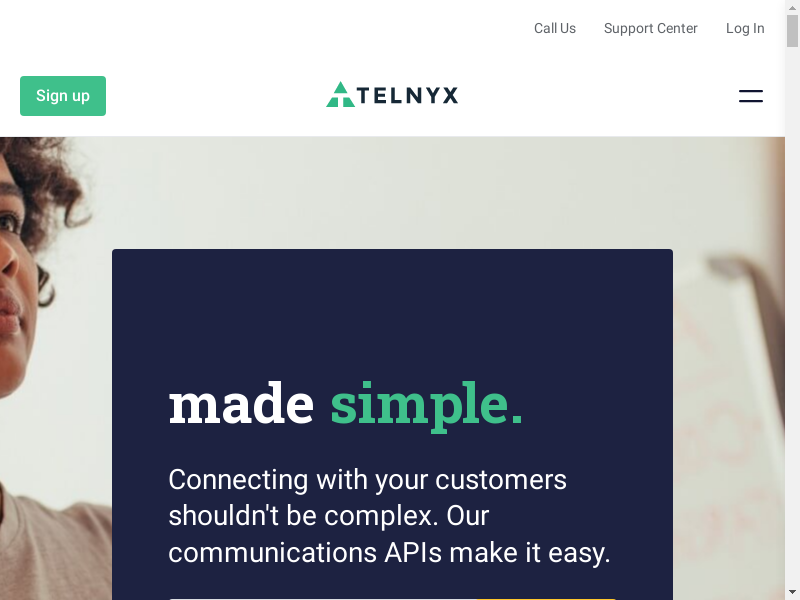 Call Us Support Center Log In
Sign up
TELNYX
made simple.
Connecting with your customers
shouldn't be complex. Our
communications APIs make it easy.